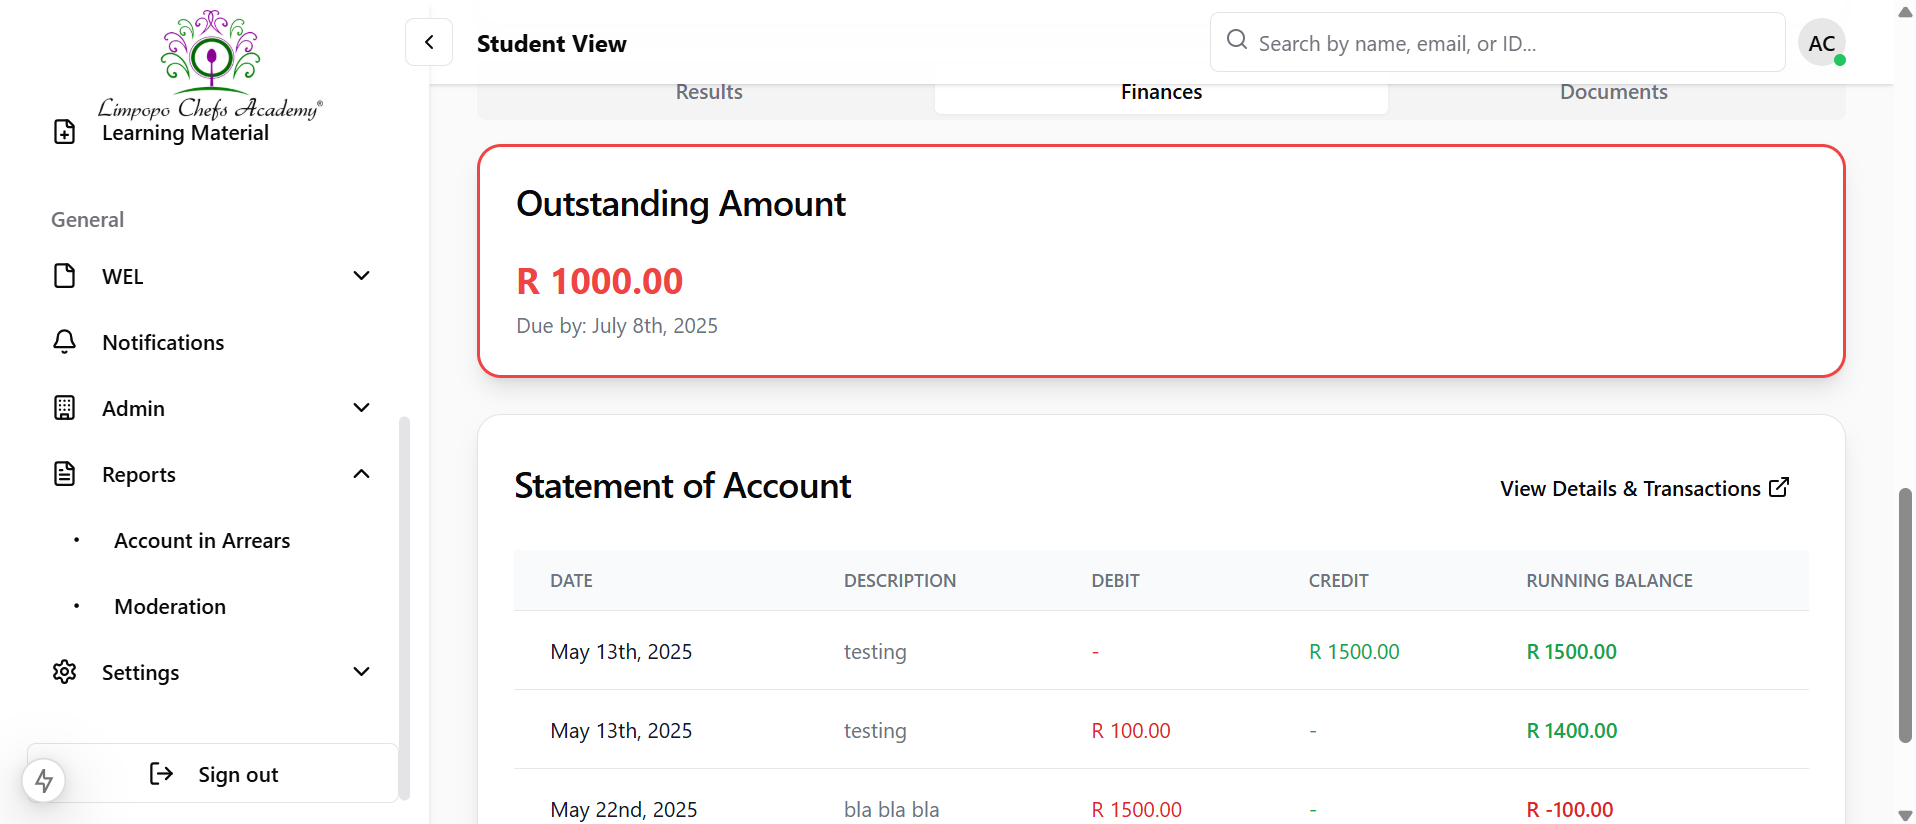 Limpopo Chefs Academy®
Learning Material
General
WEL
Notifications
Admin
Reports
• Account in Arrears
• Moderation
Settings
Sign out
Student View
Search by name, email, or ID...
AC
Results
Finances
Documents
Outstanding Amount
R 1000.00
Due by: July 8th, 2025
Statement of Account
View Details & Transactions
DATE DESCRIPTION DEBIT CREDIT RUNNING BALANCE
May 13th, 2025 testing - R 1500.00 R 1500.00
May 13th, 2025 testing R 100.00 - R 1400.00
May 22nd, 2025 bla bla bla R 1500.00 - R -100.00